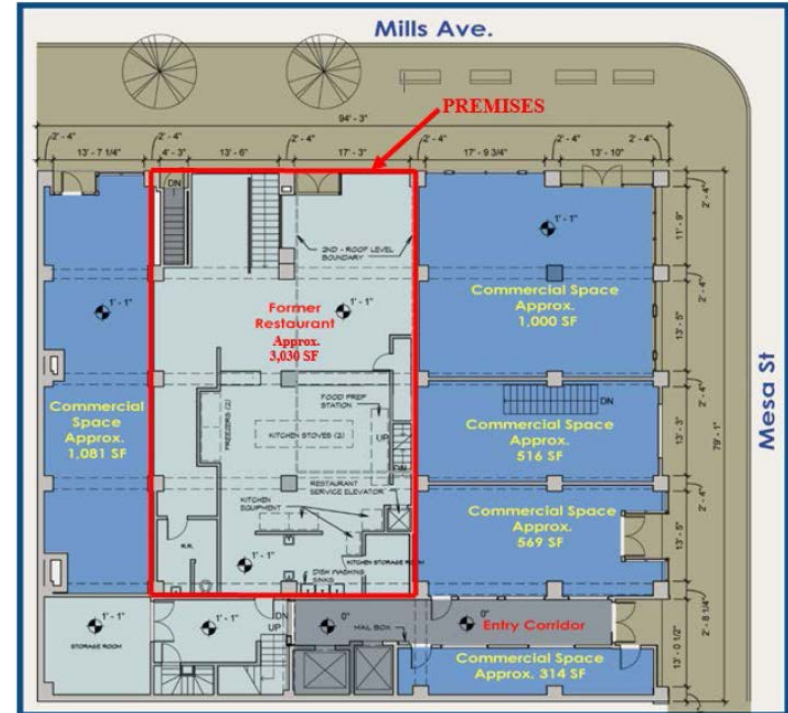 Mills Ave.
PREMISES
94' - 3"
2' - 4"
2' - 4"
2' - 4"
2' - 4"
2' - 4"
13' - 7 1/4"
4' - 3"
13' - 6"
17' - 3"
17' - 9 3/4"
13' - 10"
DN
2ND - ROOF LEVEL
BOUNDARY
1' - 1"
1' - 1"
1' - 1"
Former
Restaurant
Approx.
3,030 SF
Commercial Space
Approx.
1,000 SF
11' - 9"
2' - 4"
2' - 4"
13' - 5"
Mesa St
Commercial
Space
Approx.
1,081 SF
FREEZERS (2)
KITCHEN STOVES (2)
FOOD PREP
STATION
UP
DN
Commercial Space
Approx.
516 SF
DN
13' - 3"
79' - 1"
2' - 4"
RESTAURANT
SERVICE ELEVATOR
KITCHEN
EQUIPMENT
Commercial Space
Approx.
569 SF
13' - 5"
2' - 4"
1' - 1"
KITCHEN STORAGE ROOM
DISH WASHING
SINKS
1' - 1"
STORAGE ROOM
1' - 1"
DN
UP
0"
MAIL BOX
0"
Entry Corridor
2' - 8 1/4"
13' - 0 1/2"
Commercial Space
Approx. 314 SF